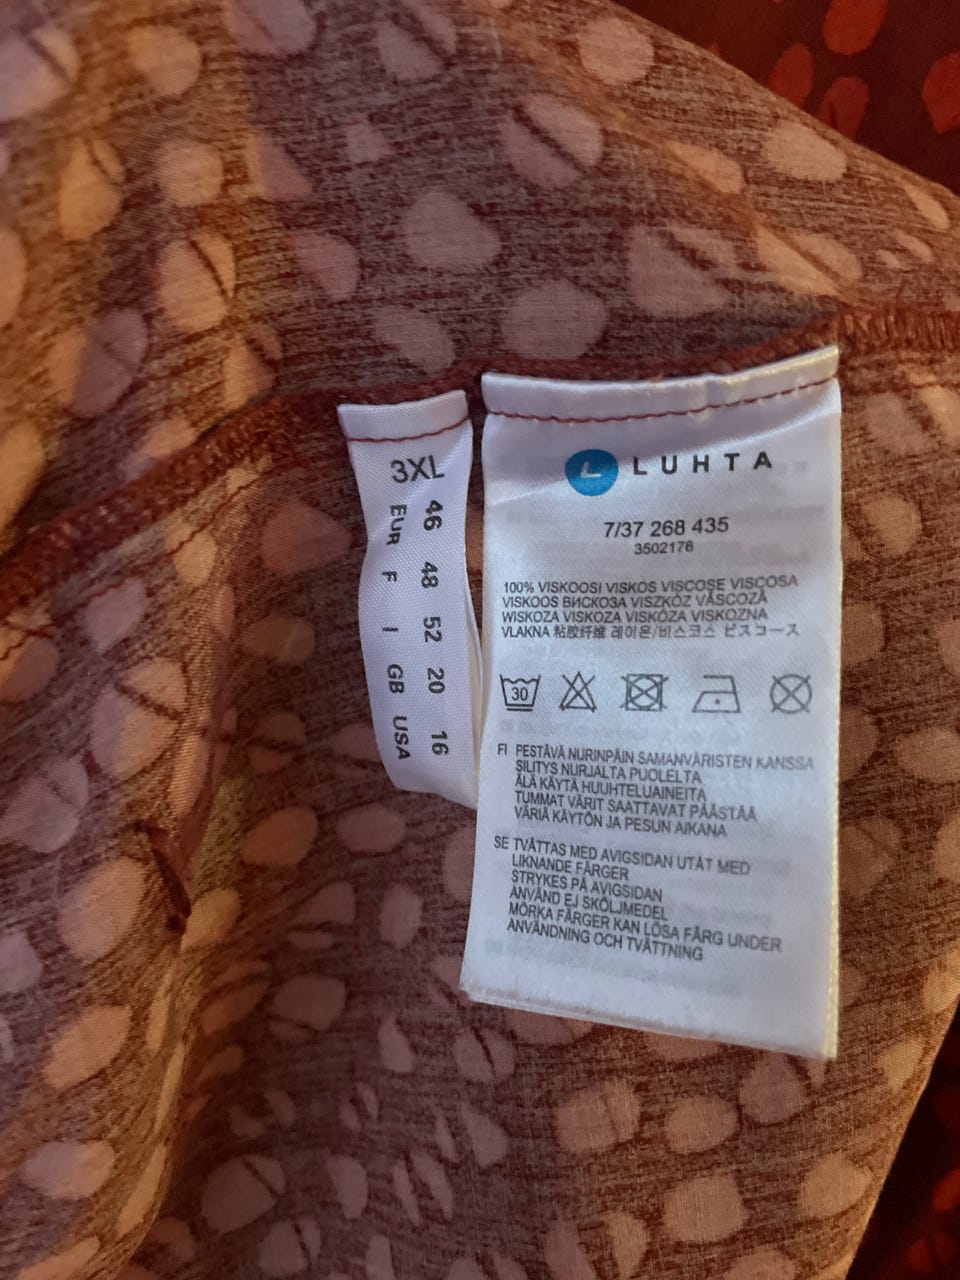 3XL
EUR 46
F 48
I 52
GB 20
USA 16
LUHTA
7/37 268 435
3502176
100% VISKOOSI VISKOS VISCOSE VISCOSA
VISKOOS ВИСКОЗА VISZKÓZ VÂSCOZÂ
WISKOZA VISKOZA VISKÓZA VISKOZNA
VLAKNA 粘胶纤维 레이온/비스코스 ビスコース
30
FI PESTÄVÄ NURINPÄIN SAMANVÄRISTEN KANSSA
SILITYS NURJALTA PUOLELTA
ÄLÄ KÄYTÄ HUUHTELUAINEITA
TUMMAT VÄRIT SAATTAVAT PÄÄSTÄÄ
VÄRIÄ KÄYTÖN JA PESUN AIKANA
SE TVÄTTAS MED AVIGSIDAN UTÅT MED
LIKNANDE FÄRGER
STRYKES PÅ AVIGSIDAN
ANVÄND EJ SKÖLJMEDEL
MÖRKA FÄRGER KAN LÖSA FÄRG UNDER
ANVÄNDNING OCH TVÄTTNING